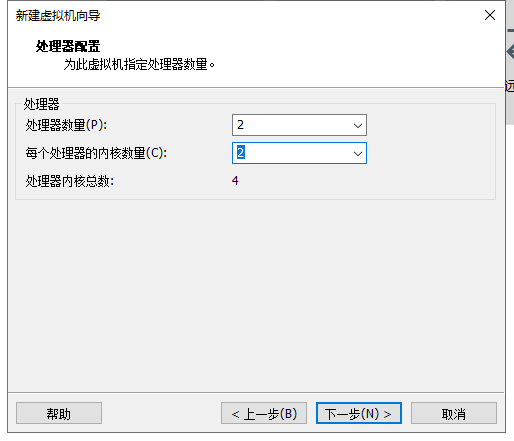 新建虚拟机向导
处理器配置
为此虚拟机指定处理器数量。
处理器
处理器数量(P): 2
每个处理器的内核数量(C): 2
处理器内核总数: 4
帮助 < 上一步(B) 下一步(N) > 取消
远